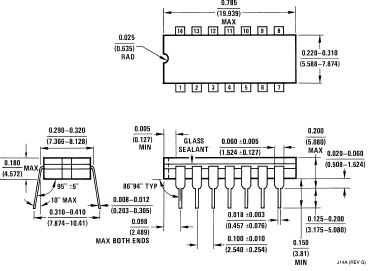 0.785
(19.939)
MAX
14 13 12 11 10 9 8
0.025
(0.635)
RAD
0.220-0.310
(5.588-7.874)
1 2 3 4 5 6 7
0.290-0.320
(7.366-8.128)
0.005
(0.127)
MIN
GLASS
SEALANT
0.060 ±0.005
(1.524 ±0.127)
0.200
(5.080)
MAX
0.020-0.060
(0.508-1.524)
0.180
(4.572)
MAX
95° ±5°
86°94° TYP
10° MAX
0.008-0.012
(0.203-0.305)
0.310-0.410
(7.874-10.41)
0.098
(2.489)
MAX BOTH ENDS
0.018 ±0.003
(0.457 ±0.076)
0.100 ±0.010
(2.540 ±0.254)
0.125-0.200
(3.175-5.080)
0.150
(3.81)
MIN
J14A (REV G)